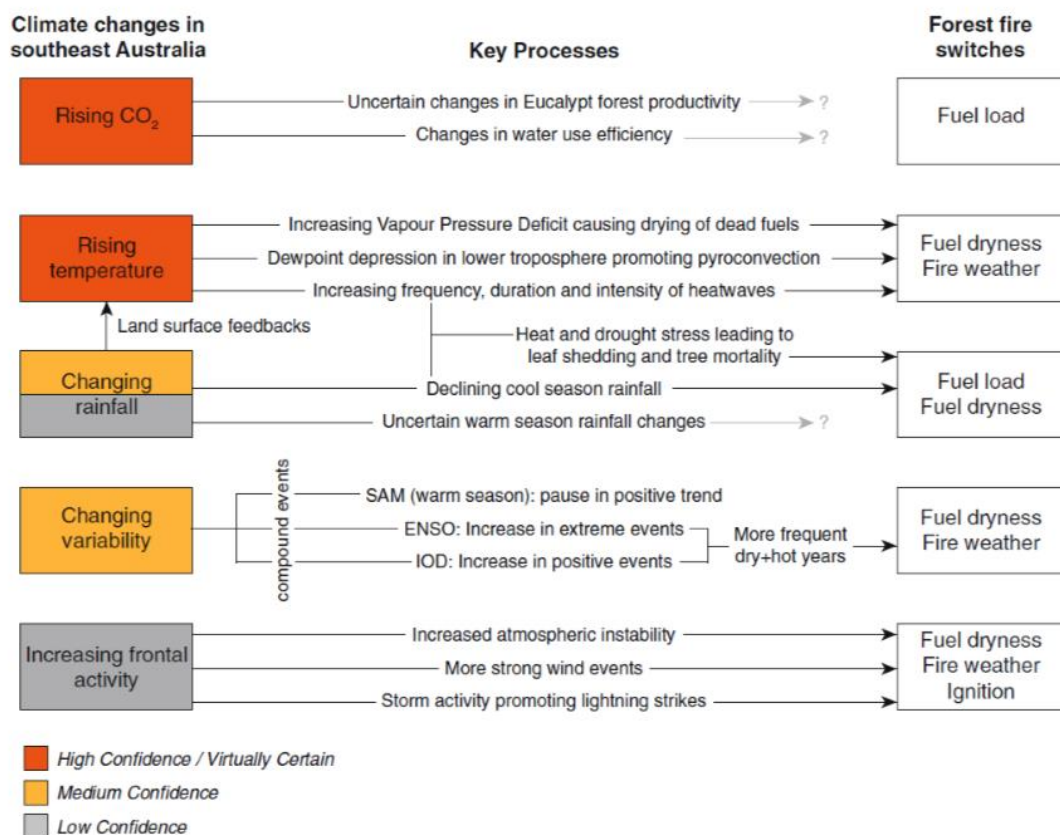 Climate changes in
southeast Australia
Key Processes
Forest fire
switches
Rising CO₂
Uncertain changes in Eucalypt forest productivity
?
Changes in water use efficiency
?
Fuel load
Rising
temperature
Increasing Vapour Pressure Deficit causing drying of dead fuels
Dewpoint depression in lower troposphere promoting pyroconvection
Increasing frequency, duration and intensity of heatwaves
Fuel dryness
Fire weather
Land surface feedbacks
Heat and drought stress leading to
leaf shedding and tree mortality
Changing
rainfall
Declining cool season rainfall
Uncertain warm season rainfall changes
?
Fuel load
Fuel dryness
Changing
variability
compound events
SAM (warm season): pause in positive trend
ENSO: Increase in extreme events
IOD: Increase in positive events
More frequent
dry+hot years
Fuel dryness
Fire weather
Increasing frontal
activity
Increased atmospheric instability
More strong wind events
Storm activity promoting lightning strikes
Fuel dryness
Fire weather
Ignition
High Confidence / Virtually Certain
Medium Confidence
Low Confidence